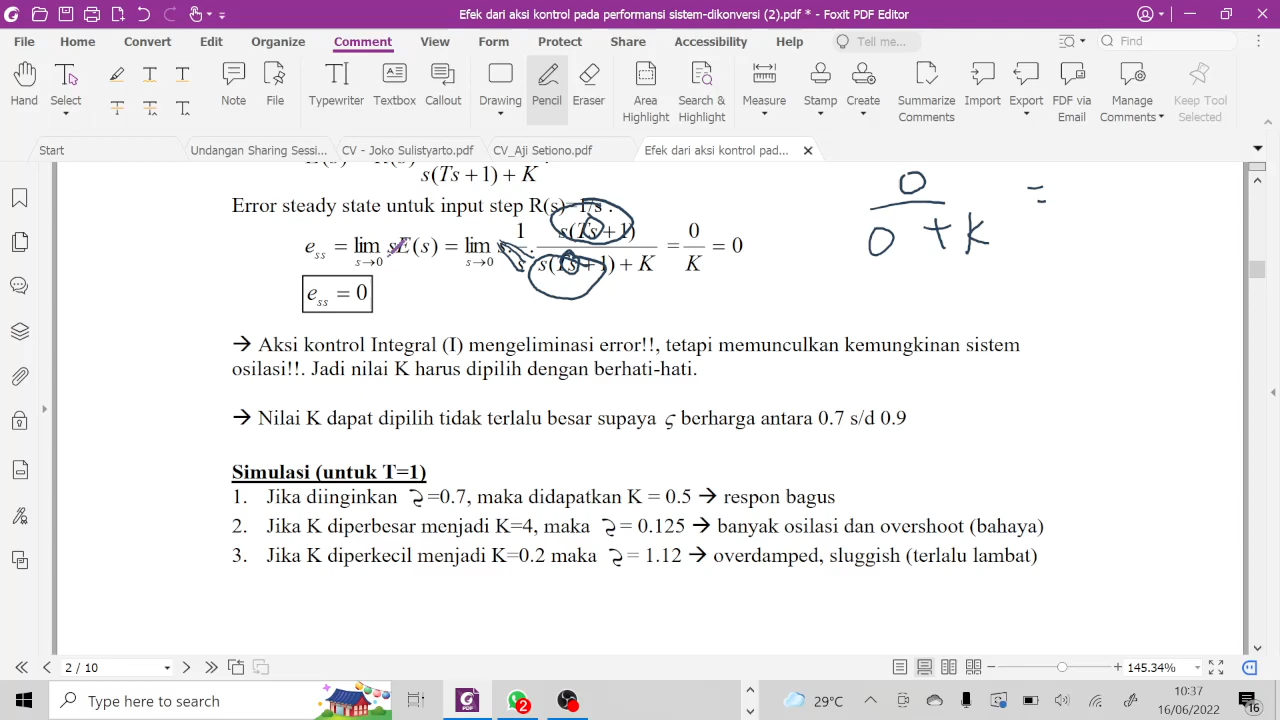 Efek dari aksi kontrol pada performansi sistem-dikonversi (2).pdf * - Foxit PDF Editor
File Home Convert Edit Organize Comment View Form Protect Share Accessibility Help Tell me... Find
Hand Select Note File Typewriter Textbox Callout Drawing Pencil Eraser Area Highlight Search & Highlight Measure Stamp Create Summarize Comments Import Export FDF via Email Manage Comments Keep Tool Selected
Start Undangan Sharing Sessi... CV - Joko Sulistyarto.pdf CV_Aji Setiono.pdf Efek dari aksi kontrol pad...
s(Ts + 1) + K
0 / 0 + K =
Error steady state untuk input step R(s)=1/s .
e_ss = lim s→0 sE(s) = lim s→0 s. 1/s . s(Ts + 1) / s(Ts + 1) + K = 0/K = 0
e_ss = 0
→ Aksi kontrol Integral (I) mengeliminasi error!!, tetapi memunculkan kemungkinan sistem
osilasi!!. Jadi nilai K harus dipilih dengan berhati-hati.
→ Nilai K dapat dipilih tidak terlalu besar supaya ς berharga antara 0.7 s/d 0.9
Simulasi (untuk T=1)
1. Jika diinginkan =0.7, maka didapatkan K = 0.5 → respon bagus
2. Jika K diperbesar menjadi K=4, maka = 0.125 → banyak osilasi dan overshoot (bahaya)
3. Jika K diperkecil menjadi K=0.2 maka = 1.12 → overdamped, sluggish (terlalu lambat)
2 / 10 145.34%
Type here to search 2 29°C 10:37
16/06/2022 16